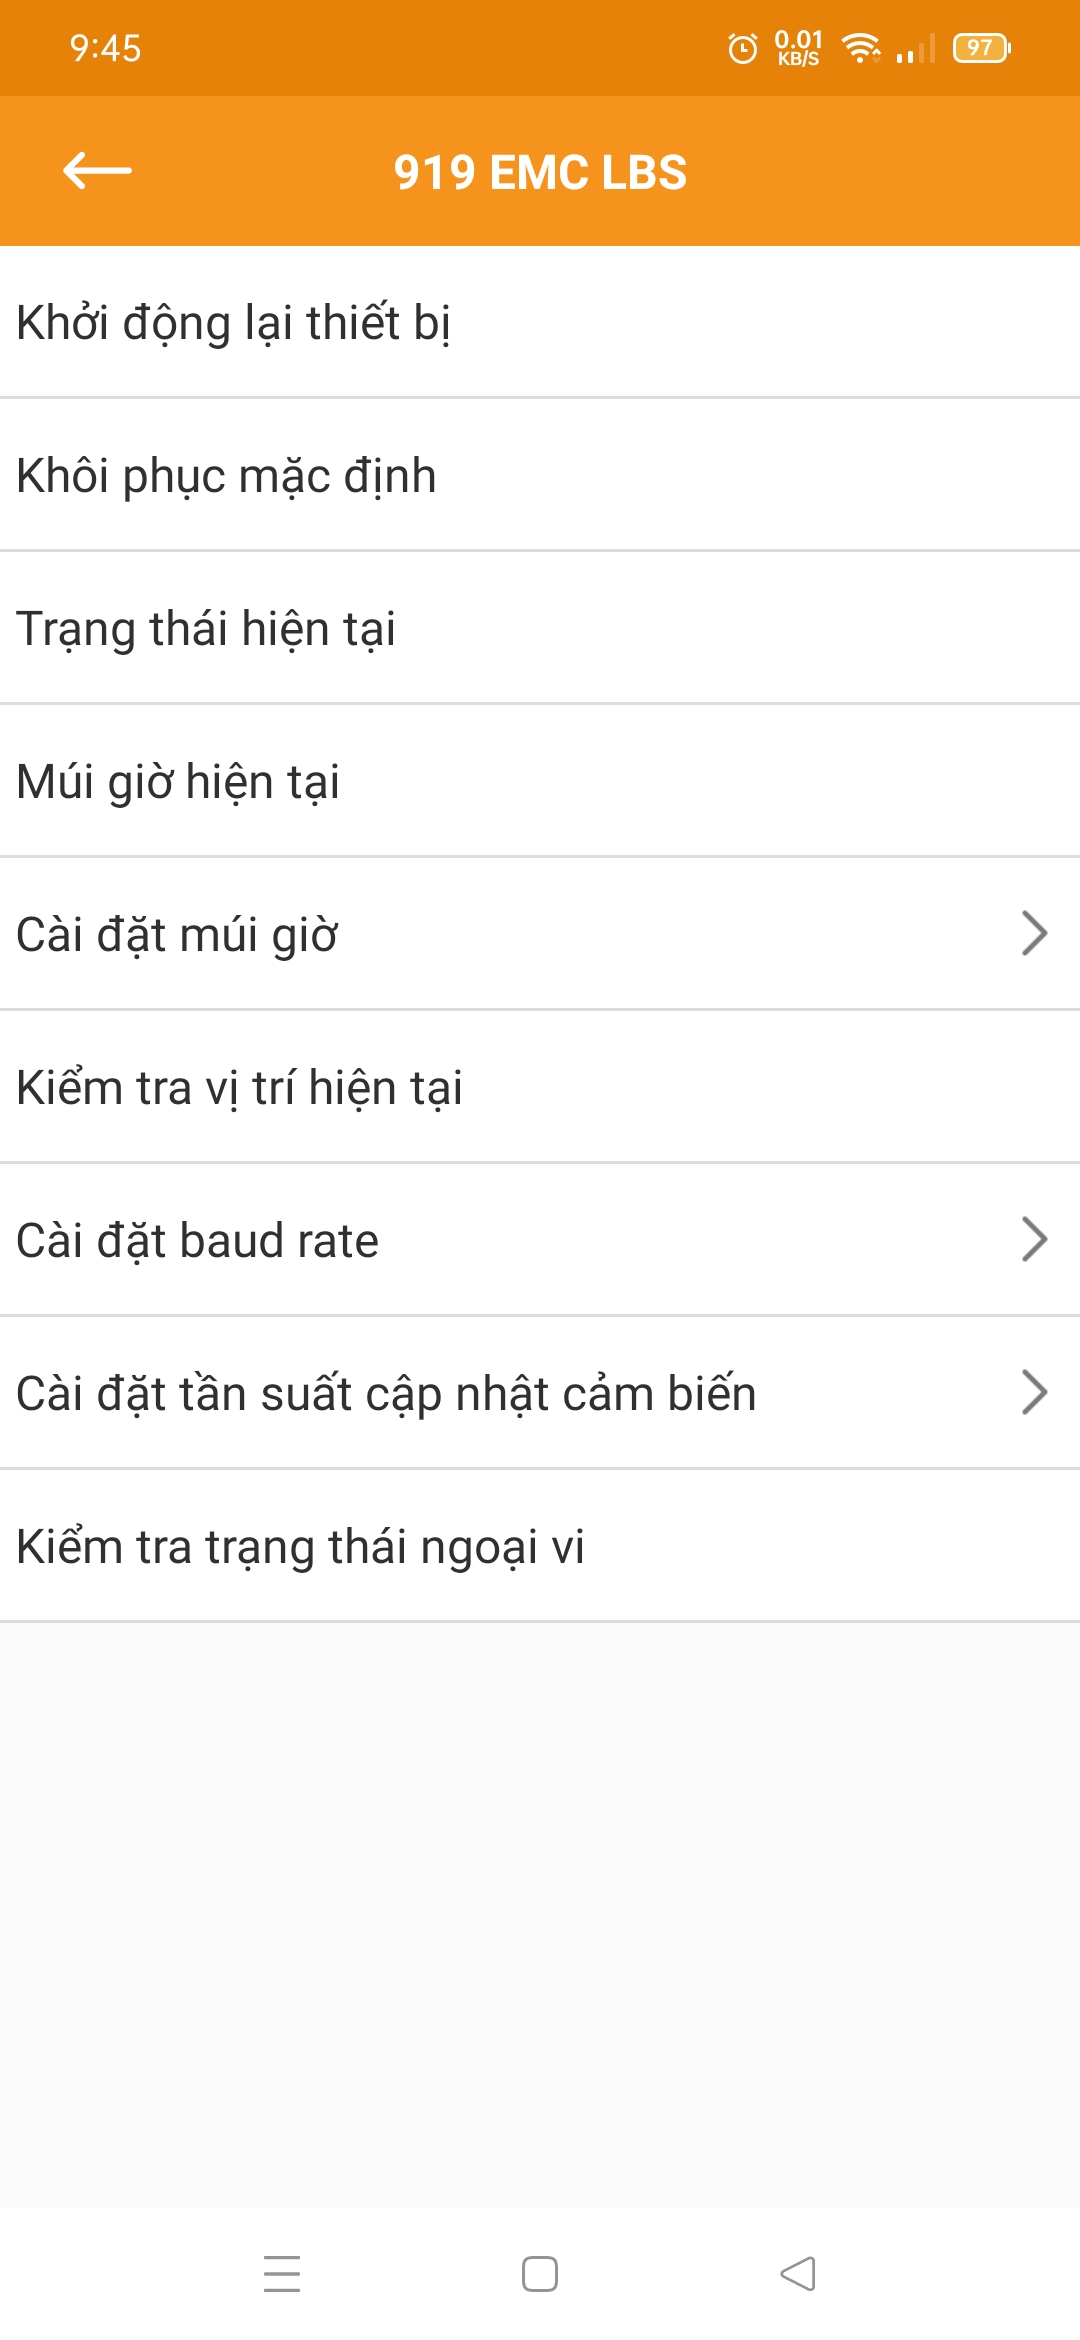 9:45
0.01
KB/S
97
919 EMC LBS
Khởi động lại thiết bị
Khôi phục mặc định
Trạng thái hiện tại
Múi giờ hiện tại
Cài đặt múi giờ
Kiểm tra vị trí hiện tại
Cài đặt baud rate
Cài đặt tần suất cập nhật cảm biến
Kiểm tra trạng thái ngoại vi